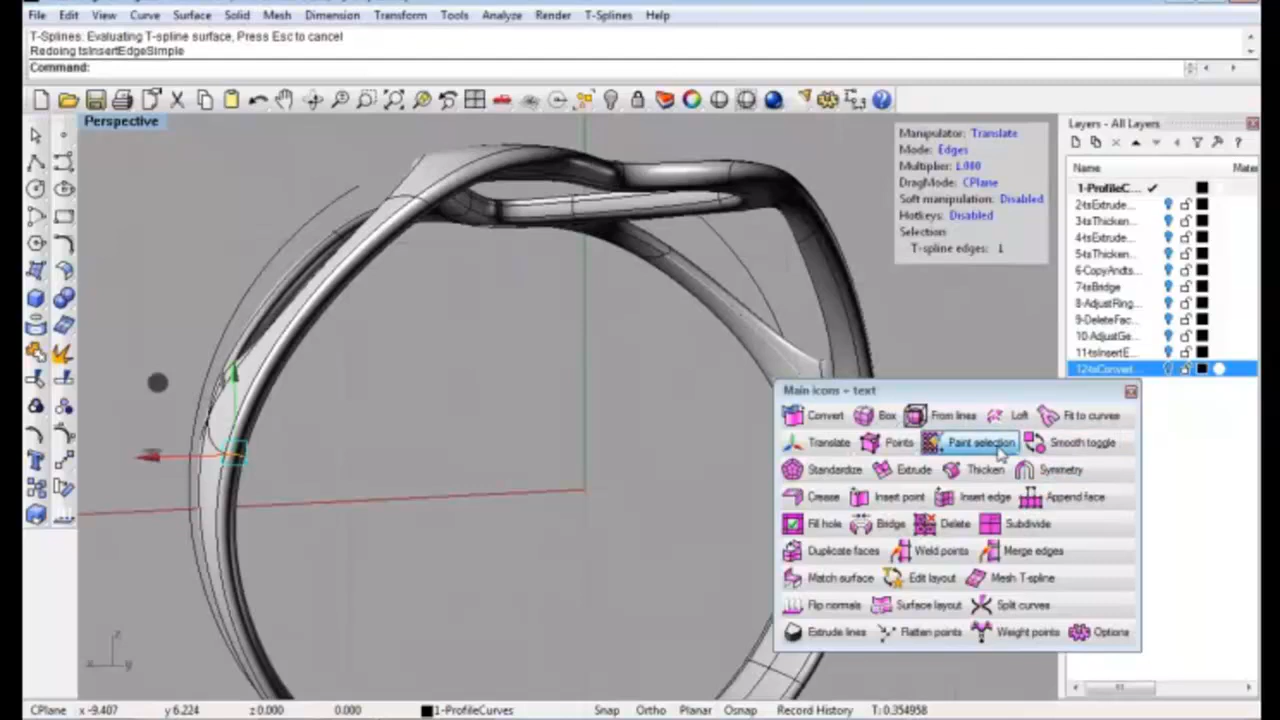 File Edit View Curve Surface Solid Mesh Dimension Transform Tools Analyze Render T-Splines Help
T-Splines: Evaluating T-spline surface, Press Esc to cancel
Redoing tsInsertEdgeSimple
Command:
Perspective
Manipulator: Translate
Mode: Edges
Multiplier: 1.000
DragMode: CPlane
Soft manipulation: Disabled
Hotkeys: Disabled
Selection
T-spline edges: 1
Layers - All Layers
Name Mate
1-ProfileC...
2-tsExtrude...
3-tsThicken...
4-tsExtrude...
5-tsThicken...
6-CopyAndts...
7-tsBridge
8-AdjustRing...
9-DeleteFac...
10-AdjustGe...
11-tsInsertE...
12-tsConvert...
Main icons - text
Convert Box From lines Loft Fit to curves
Translate Points Paint selection Smooth toggle
Standardize Extrude Thicken Symmetry
Crease Insert point Insert edge Append face
Fill hole Bridge Delete Subdivide
Duplicate faces Weld points Merge edges
Match surface Edit layout Mesh T-spline
Flip normals Surface layout Split curves
Extrude lines Flatten points Weight points Options
z
x y
CPlane x -9.407 y 6.224 z 0.000 0.000 1-ProfileCurves Snap Ortho Planar Osnap Record History T: 0.354958